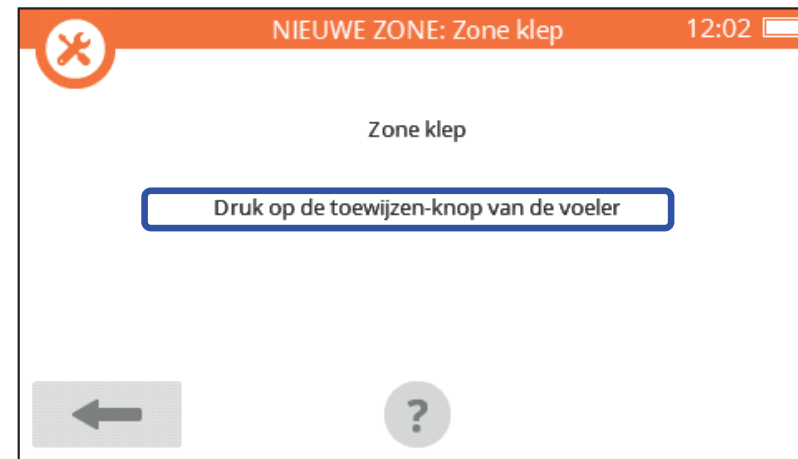 NIEUWE ZONE: Zone klep 12:02
Zone klep
Druk op de toewijzen-knop van de voeler
?